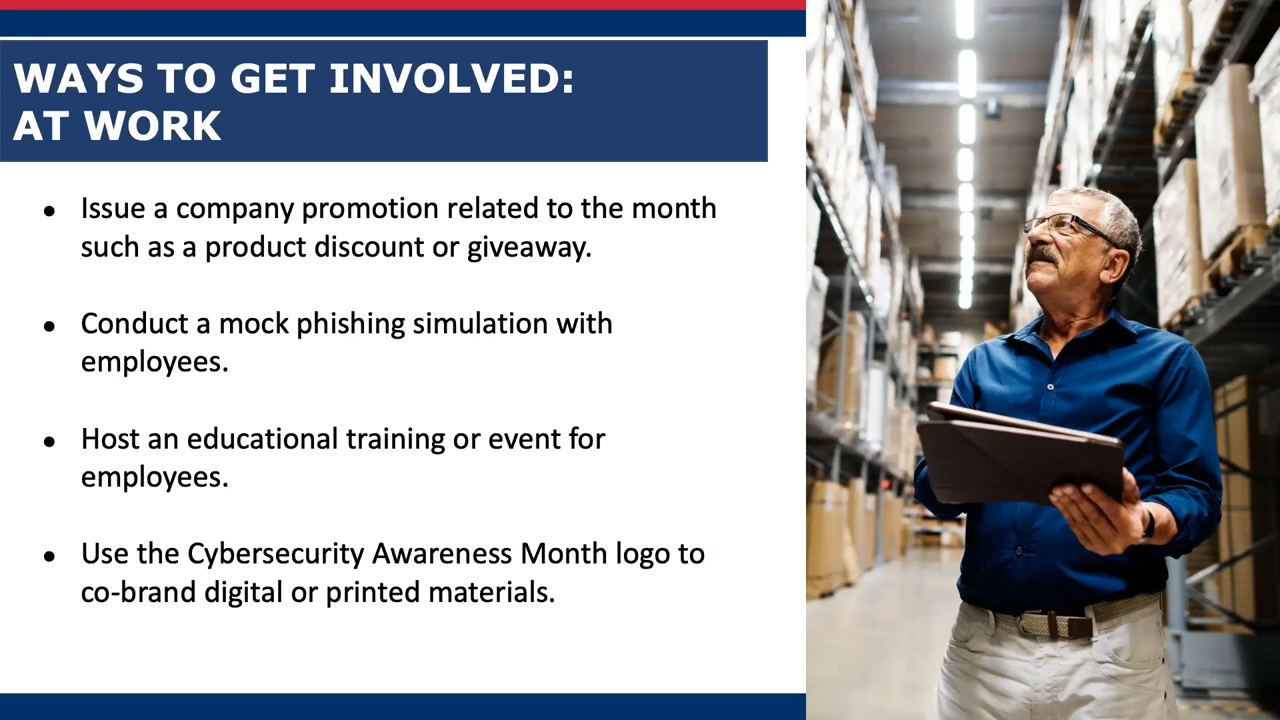 WAYS TO GET INVOLVED:
AT WORK
● Issue a company promotion related to the month
such as a product discount or giveaway.
● Conduct a mock phishing simulation with
employees.
● Host an educational training or event for
employees.
● Use the Cybersecurity Awareness Month logo to
co-brand digital or printed materials.